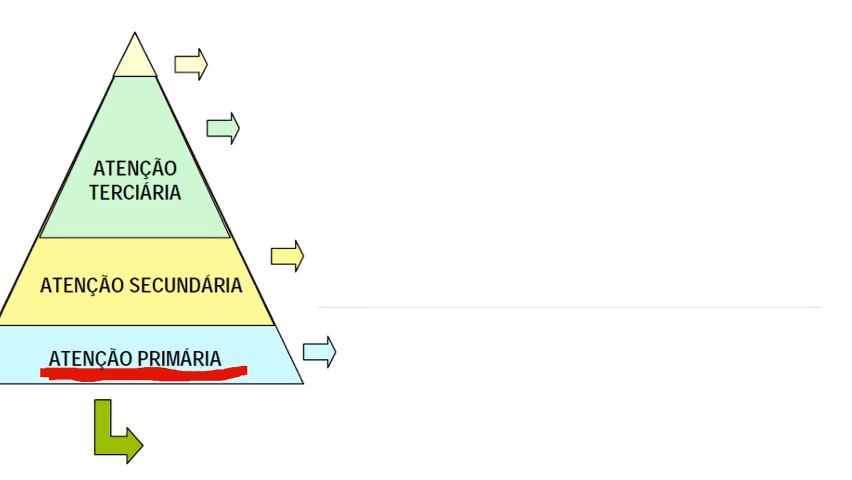 ATENÇÃO
TERCIÁRIA
ATENÇÃO SECUNDÁRIA
ATENÇÃO PRIMÁRIA